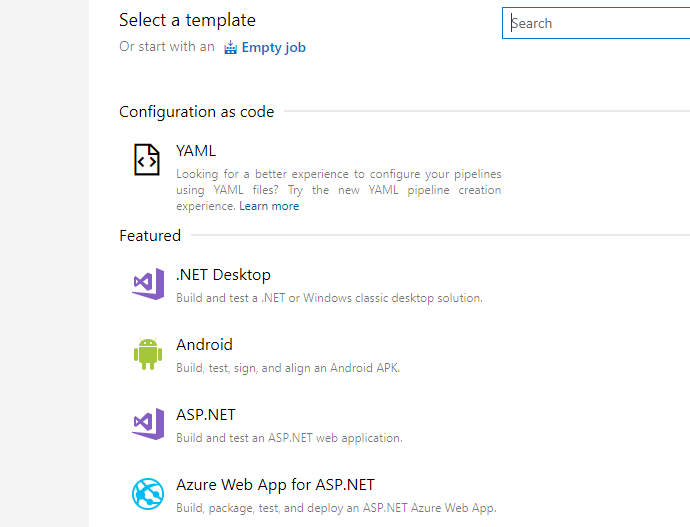 Select a template
Search
Or start with an Empty job
Configuration as code
YAML
Looking for a better experience to configure your pipelines
using YAML files? Try the new YAML pipeline creation
experience. Learn more
Featured
.NET Desktop
Build and test a .NET or Windows classic desktop solution.
Android
Build, test, sign, and align an Android APK.
ASP.NET
Build and test an ASP.NET web application.
Azure Web App for ASP.NET
Build, package, test, and deploy an ASP.NET Azure Web App.